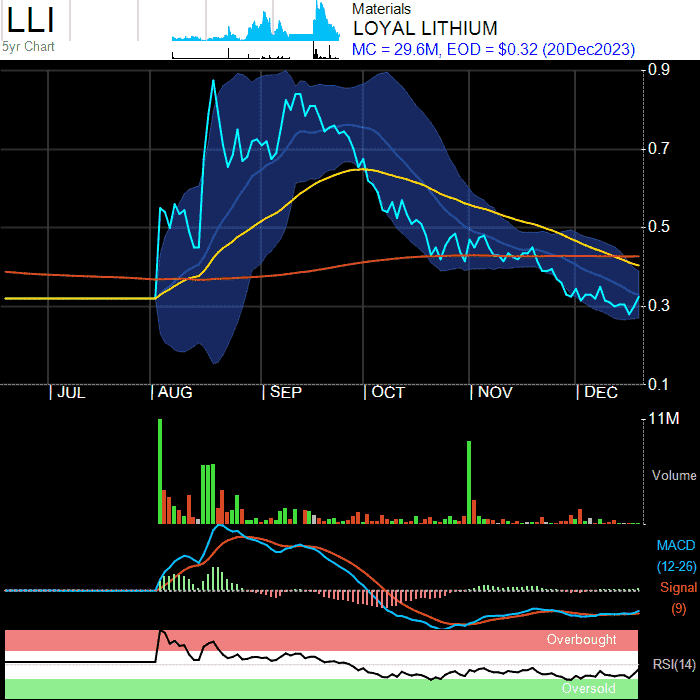 LLI
5yr Chart
Materials
LOYAL LITHIUM
MC = 29.6M, EOD = $0.32 (20Dec2023)
0.9
0.7
0.5
0.3
0.1
JUL AUG SEP OCT NOV DEC
11M
Volume
MACD
(12-26)
Signal
(9)
Overbought
RSI(14)
Oversold